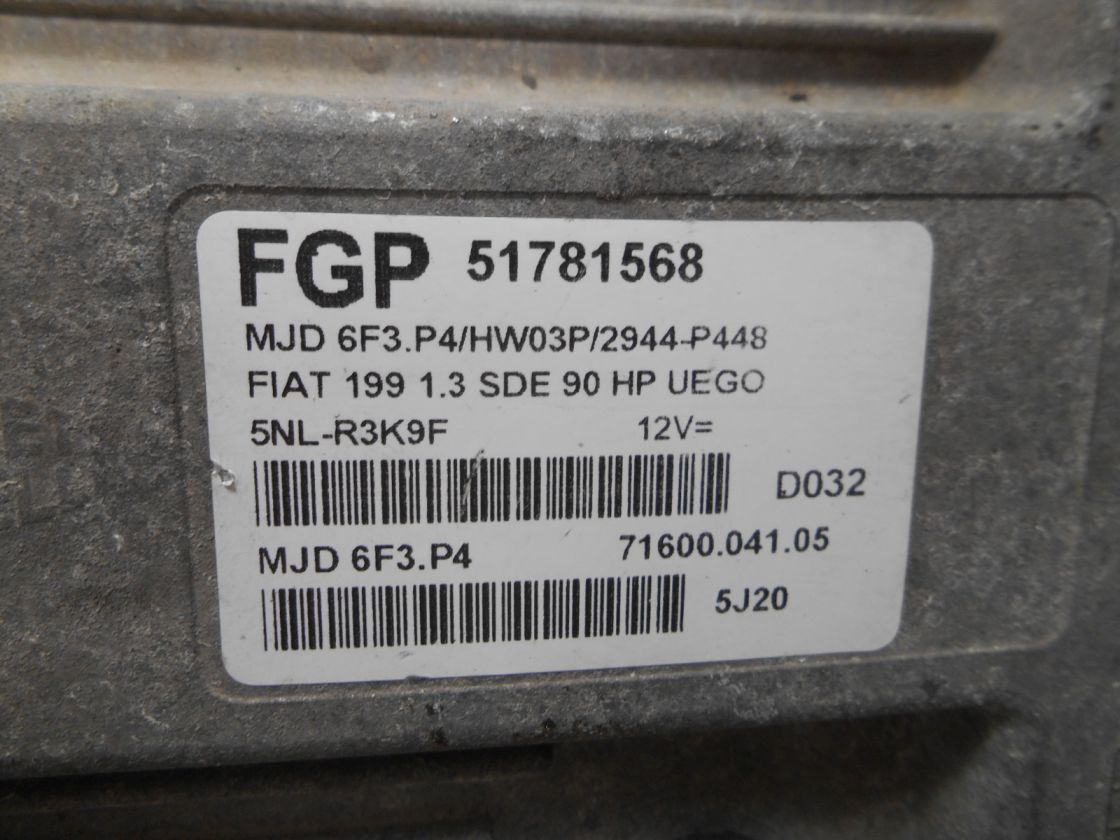 FGP 51781568
MJD 6F3.P4/HW03P/2944-P448
FIAT 199 1.3 SDE 90 HP UEGO
5NL-R3K9F 12V=
D032
MJD 6F3.P4 71600.041.05
5J20